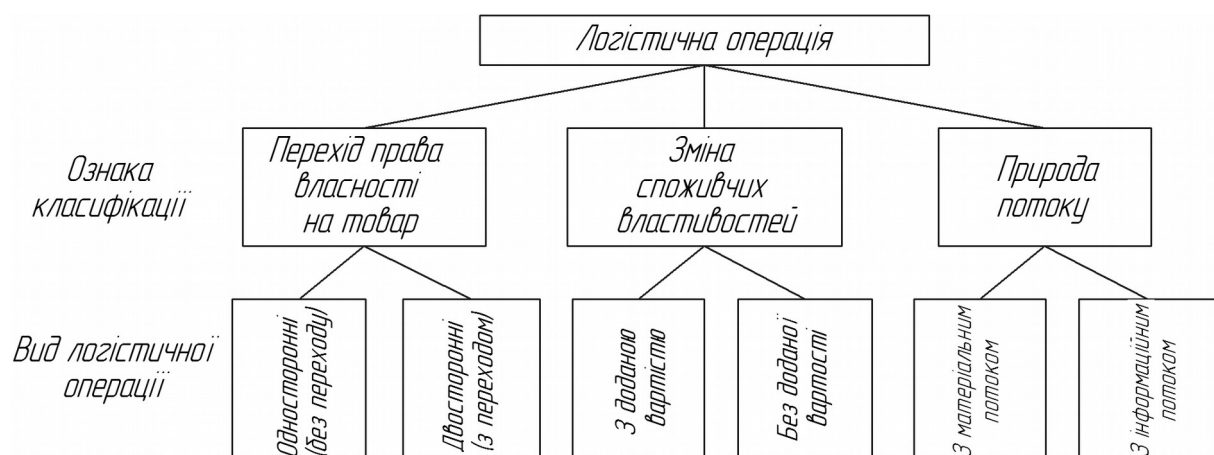 Логістична операція
Ознака
класифікації
Перехід права
власності
на товар
Зміна
споживчих
властивостей
Природа
потоку
Вид логістичної
операції
Односторонні
(без переходу)
Двосторонні
(з переходом)
З доданою
вартістю
Без доданої
вартості
З матеріальним
потоком
З інформаційним
потоком